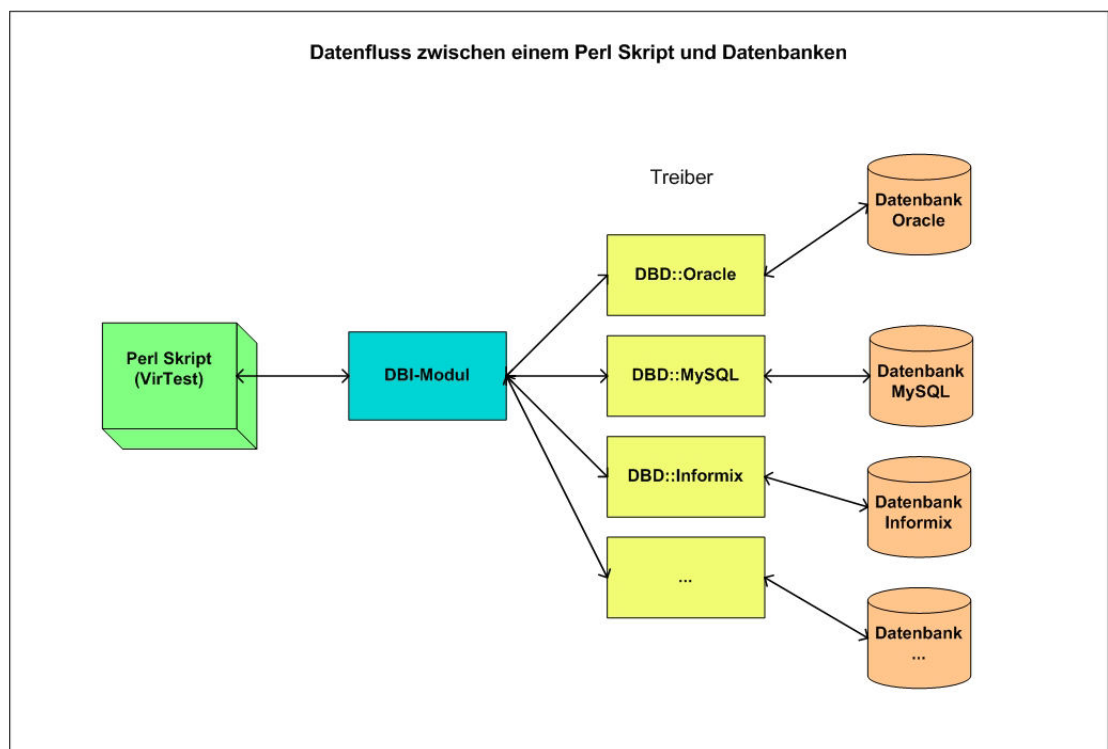 Datenfluss zwischen einem Perl Skript und Datenbanken
Treiber
Perl Skript
(VirTest)
DBI-Modul
DBD::Oracle
DBD::MySQL
DBD::Informix
...
Datenbank
Oracle
Datenbank
MySQL
Datenbank
Informix
Datenbank
...